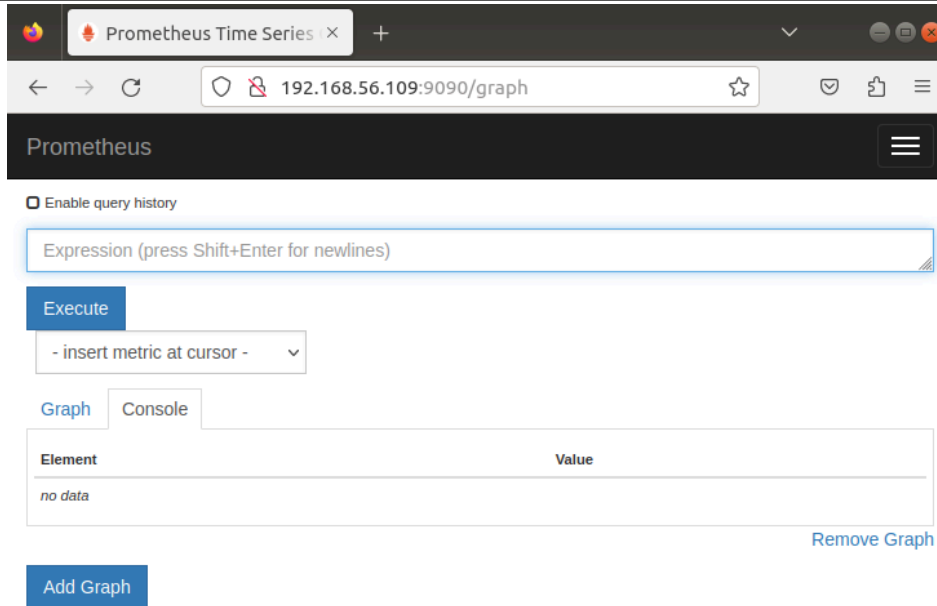 Prometheus Time Series
192.168.56.109:9090/graph
Prometheus
Enable query history
Expression (press Shift+Enter for newlines)
Execute
- insert metric at cursor -
Graph Console
Element Value
no data
Remove Graph
Add Graph